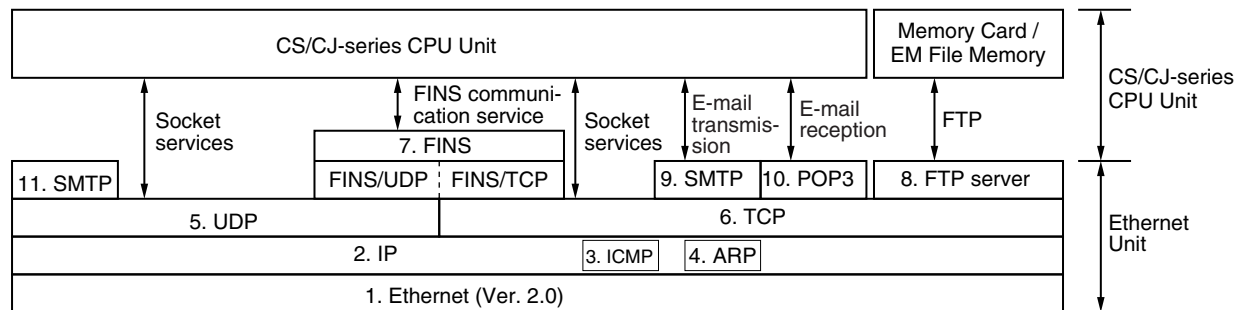 CS/CJ-series CPU Unit
Memory Card /
EM File Memory
CS/CJ-series
CPU Unit
Socket
services
FINS communi-
cation service
Socket
services
E-mail
transmis-
sion
E-mail
reception
FTP
7. FINS
11. SMTP
FINS/UDP
FINS/TCP
9. SMTP
10. POP3
8. FTP server
5. UDP
6. TCP
Ethernet
Unit
2. IP
3. ICMP
4. ARP
1. Ethernet (Ver. 2.0)